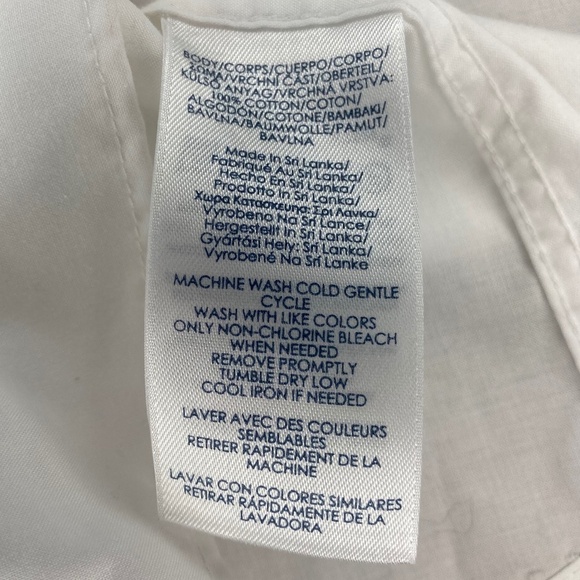 BODY/CORPS/CUERPO/CORPO/
ΣΩΜΑ/VRCHNI CÁST/OBERTEIL/
KÜLSO ANYAG/VRCHNÁ VRSTVA:
100% COTTON/COTON/
ALGODÓN/COTONE/BAMBAKI/
BAVLNA/BAUMWOLLE/PAMUT/
BAVLNA
Made In Sri Lanka/
Fabriqué Au Sri Lanka/
Hecho En Sri Lanka/
Prodotto In Sri Lanka/
Χωρα Κατασκευησ: Σρι Λανκα/
Vyrobeno Na Srí Lance/
Hergestellt In Sri Lanka/
Gyártási Hely: Srí Lanka/
Vyrobené Na Srí Lanke
MACHINE WASH COLD GENTLE
CYCLE
WASH WITH LIKE COLORS
ONLY NON-CHLORINE BLEACH
WHEN NEEDED
REMOVE PROMPTLY
TUMBLE DRY LOW
COOL IRON IF NEEDED
LAVER AVEC DES COULEURS
SEMBLABLES
RETIRER RAPIDEMENT DE LA
MACHINE
LAVAR CON COLORES SIMILARES
RETIRAR RÁPIDAMENTE DE LA
LAVADORA